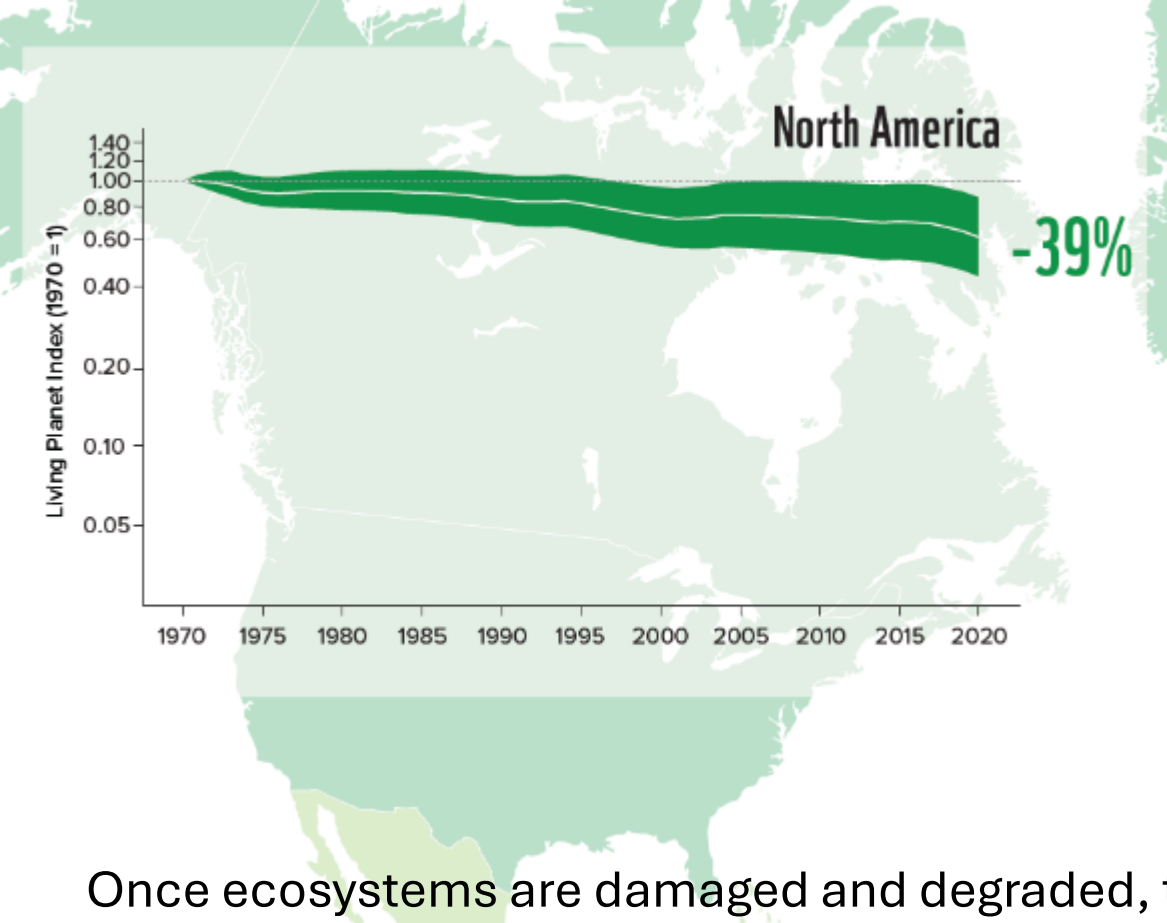 North America
1.40
1.20
1.00
0.80
0.60
0.40
0.20
0.10
0.05
Living Planet Index (1970 = 1)
-39%
1970 1975 1980 1985 1990 1995 2000 2005 2010 2015 2020
Once ecosystems are damaged and degraded,